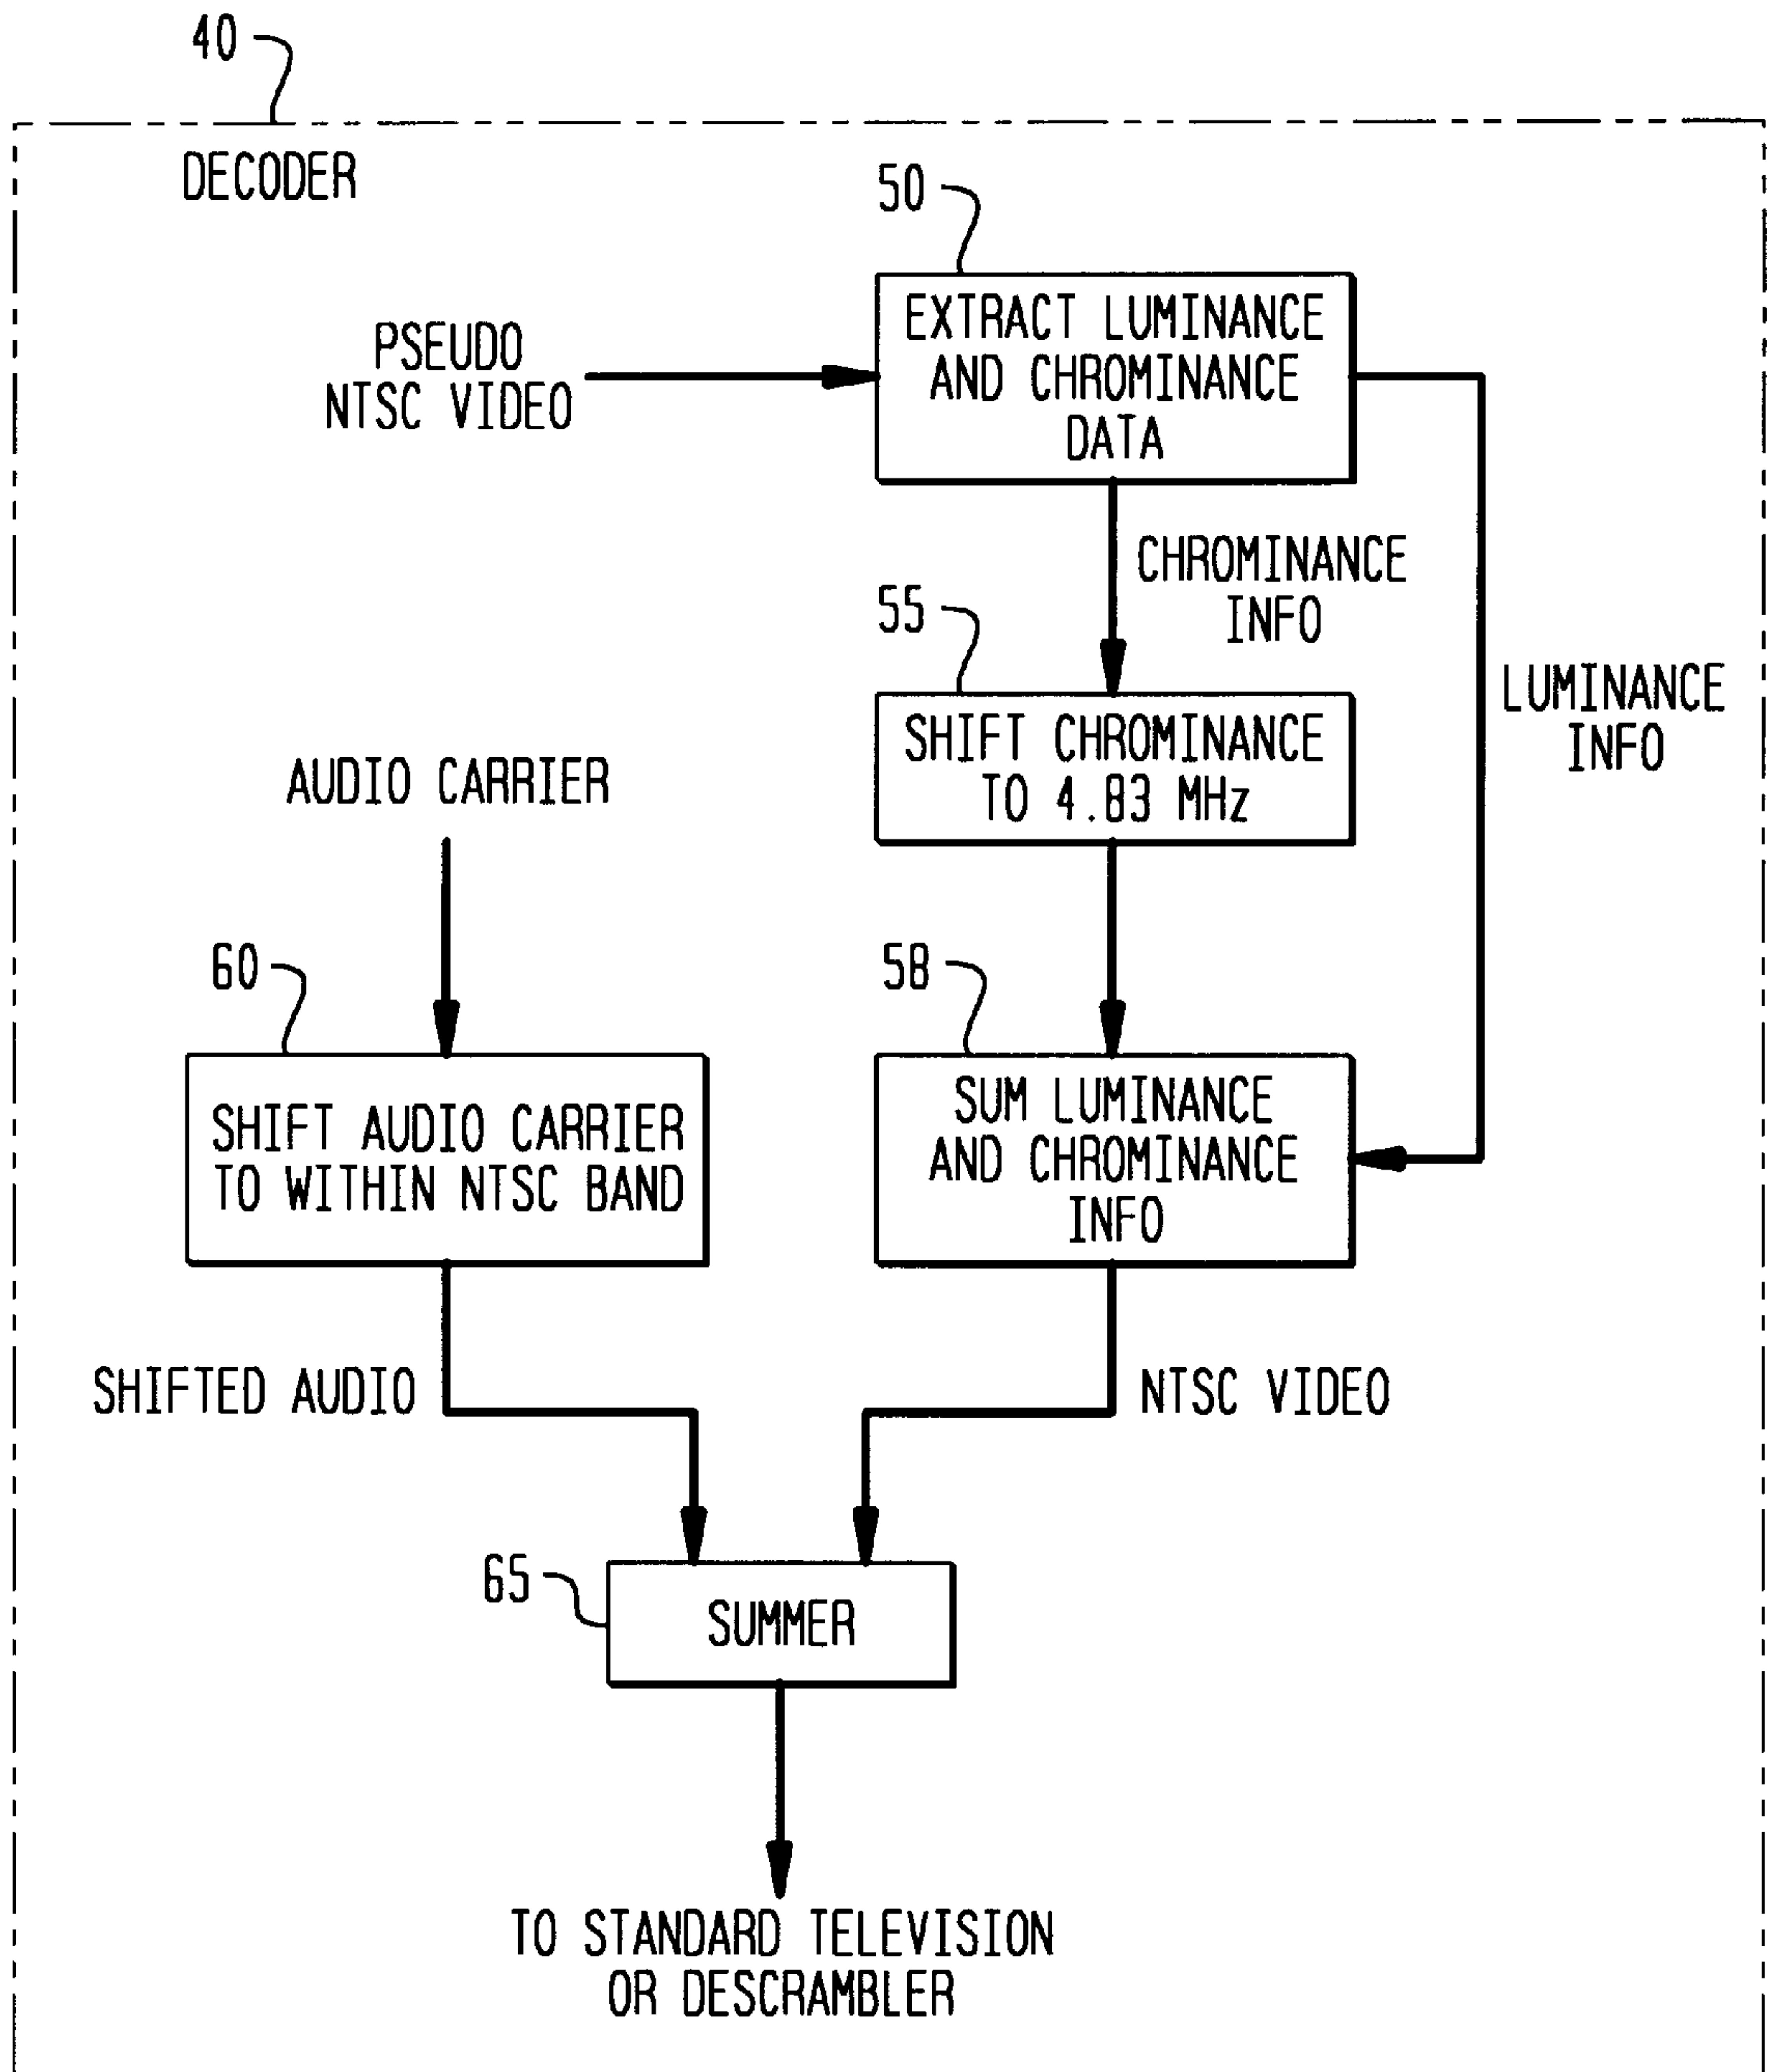 40
DECODER
50
PSEUDO
NTSC VIDEO
EXTRACT LUMINANCE
AND CHROMINANCE
DATA
CHROMINANCE
INFO
55
LUMINANCE
INFO
SHIFT CHROMINANCE
TO 4.83 MHz
AUDIO CARRIER
60
58
SHIFT AUDIO CARRIER
TO WITHIN NTSC BAND
SUM LUMINANCE
AND CHROMINANCE
INFO
SHIFTED AUDIO
NTSC VIDEO
65
SUMMER
TO STANDARD TELEVISION
OR DESCRAMBLER